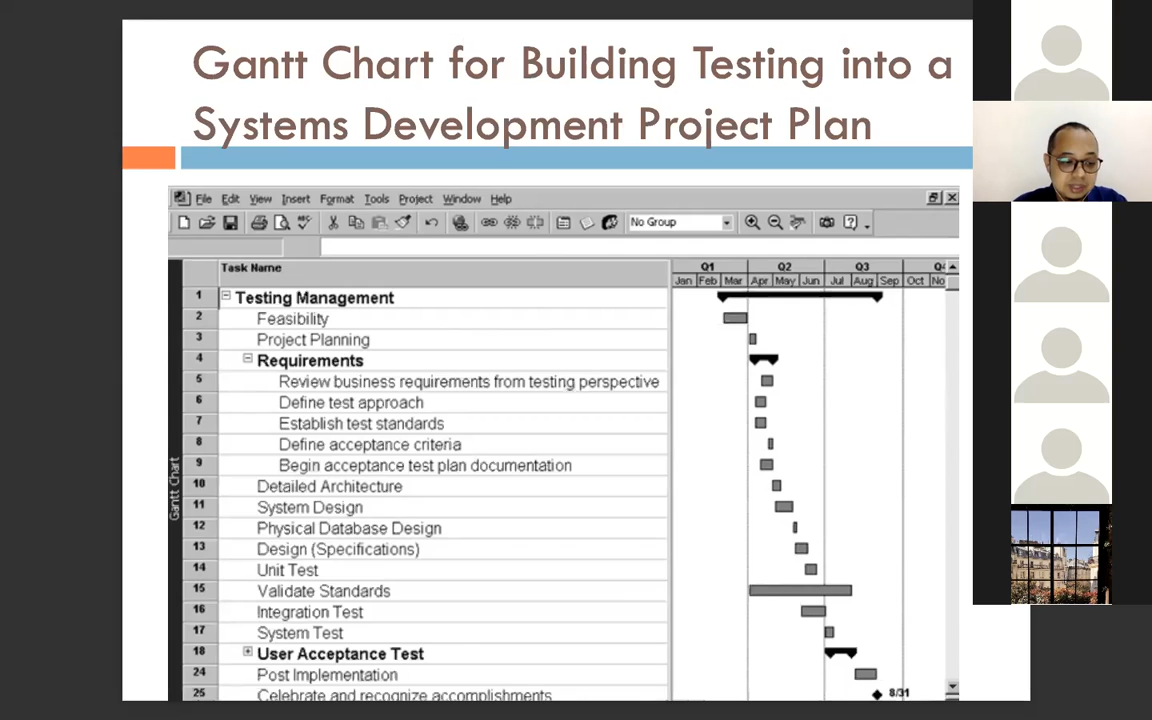 Gantt Chart for Building Testing into a
Systems Development Project Plan
File Edit View Insert Format Tools Project Window Help
No Group
Task Name
Q1 Q2 Q3 Q4
Jan Feb Mar Apr May Jun Jul Aug Sep Oct No
1 Testing Management
2 Feasibility
3 Project Planning
4 Requirements
5 Review business requirements from testing perspective
6 Define test approach
7 Establish test standards
8 Define acceptance criteria
9 Begin acceptance test plan documentation
10 Detailed Architecture
11 System Design
12 Physical Database Design
13 Design (Specifications)
14 Unit Test
15 Validate Standards
16 Integration Test
17 System Test
18 User Acceptance Test
24 Post Implementation
25 Celebrate and recognize accomplishments 8/31
Gantt Chart